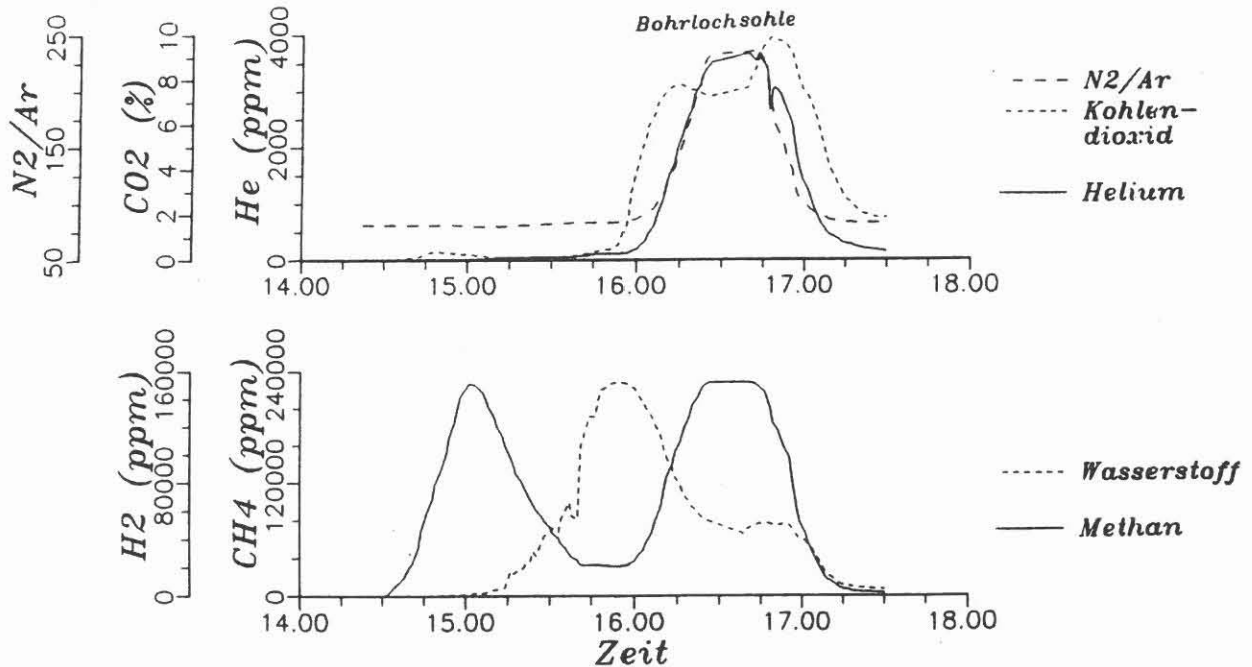 Bohrlochsohle
N2/Ar
50
150
250
CO2 (%)
0
2
4
6
8
10
He (ppm)
0
2000
4000
14.00
15.00
16.00
17.00
18.00
N2/Ar
Kohlen-
dioxid
Helium
H2 (ppm)
0
80000
160000
CH4 (ppm)
0
120000
240000
14.00
15.00
16.00
17.00
18.00
Zeit
Wasserstoff
Methan